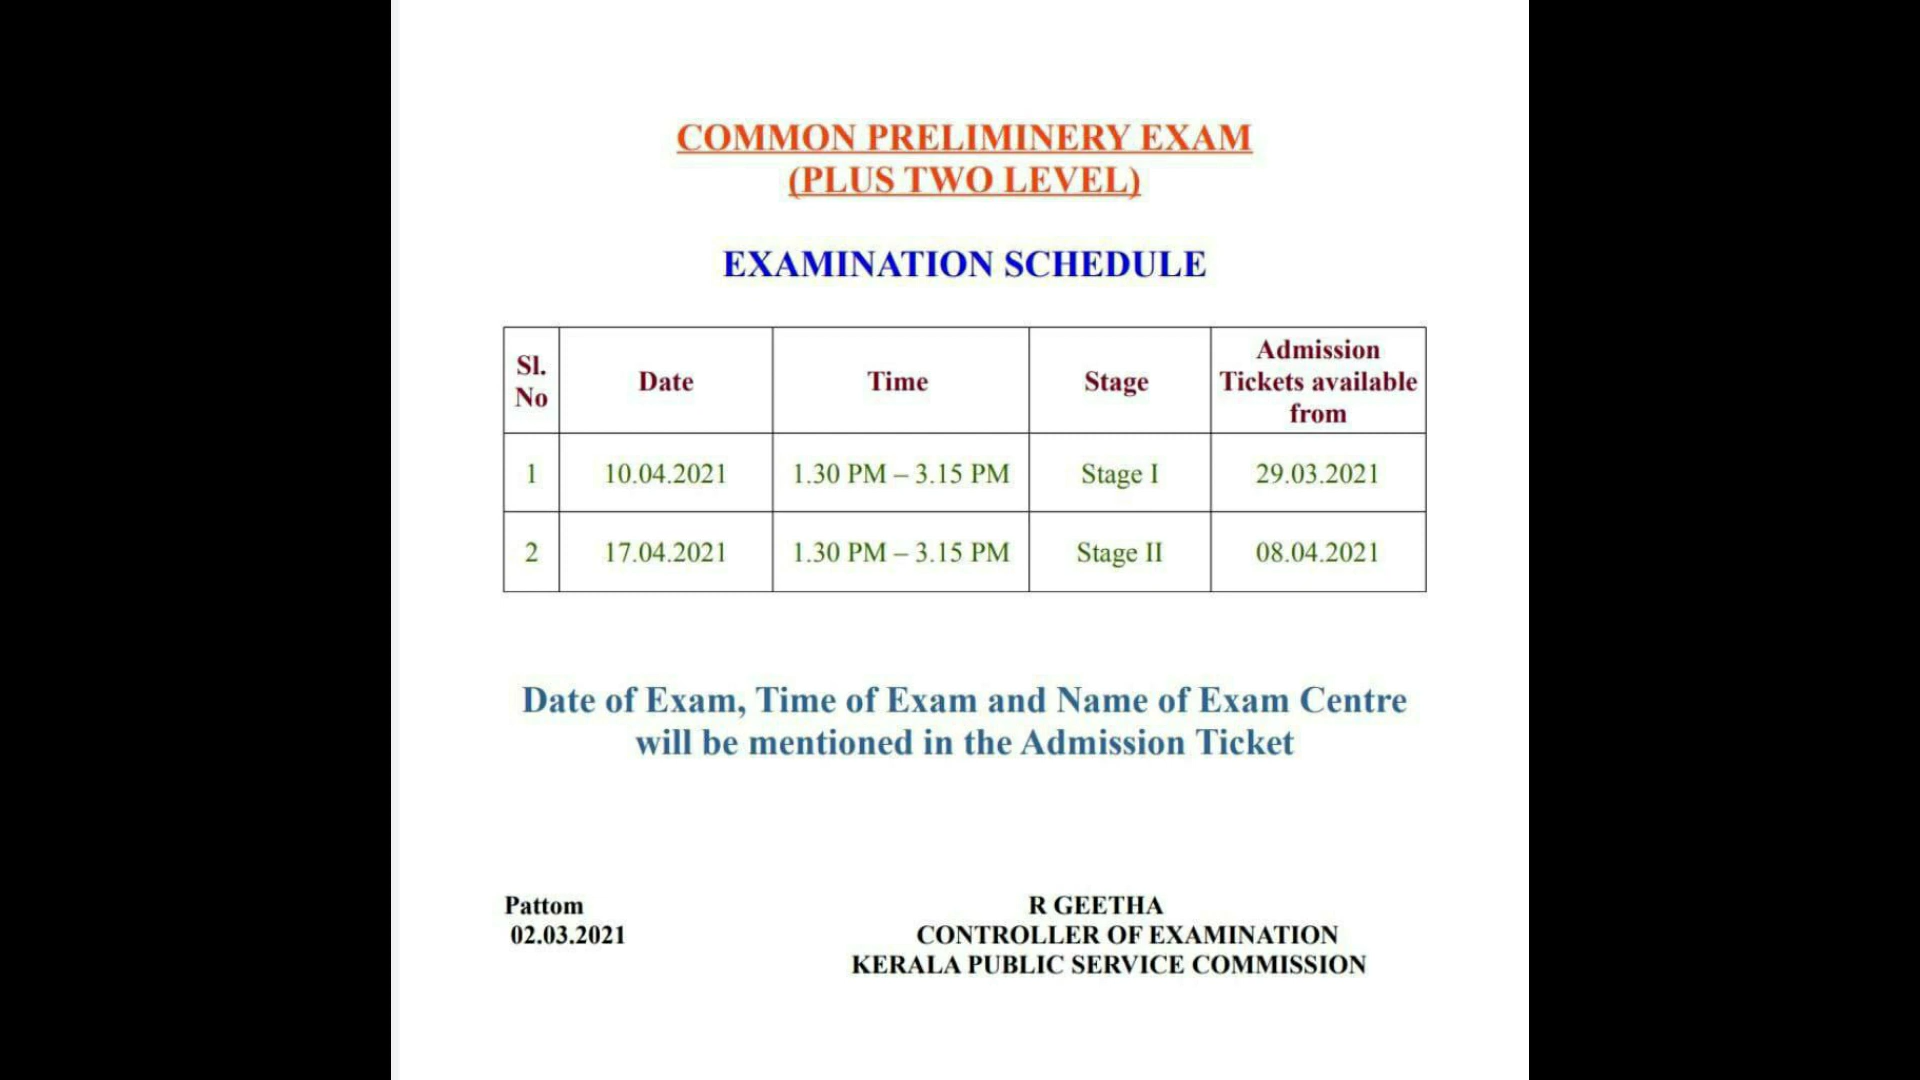 COMMON PRELIMINERY EXAM
(PLUS TWO LEVEL)
EXAMINATION SCHEDULE
Sl. No Date Time Stage Admission Tickets available from
1 10.04.2021 1.30 PM – 3.15 PM Stage I 29.03.2021
2 17.04.2021 1.30 PM – 3.15 PM Stage II 08.04.2021
Date of Exam, Time of Exam and Name of Exam Centre
will be mentioned in the Admission Ticket
Pattom R GEETHA
02.03.2021 CONTROLLER OF EXAMINATION
KERALA PUBLIC SERVICE COMMISSION